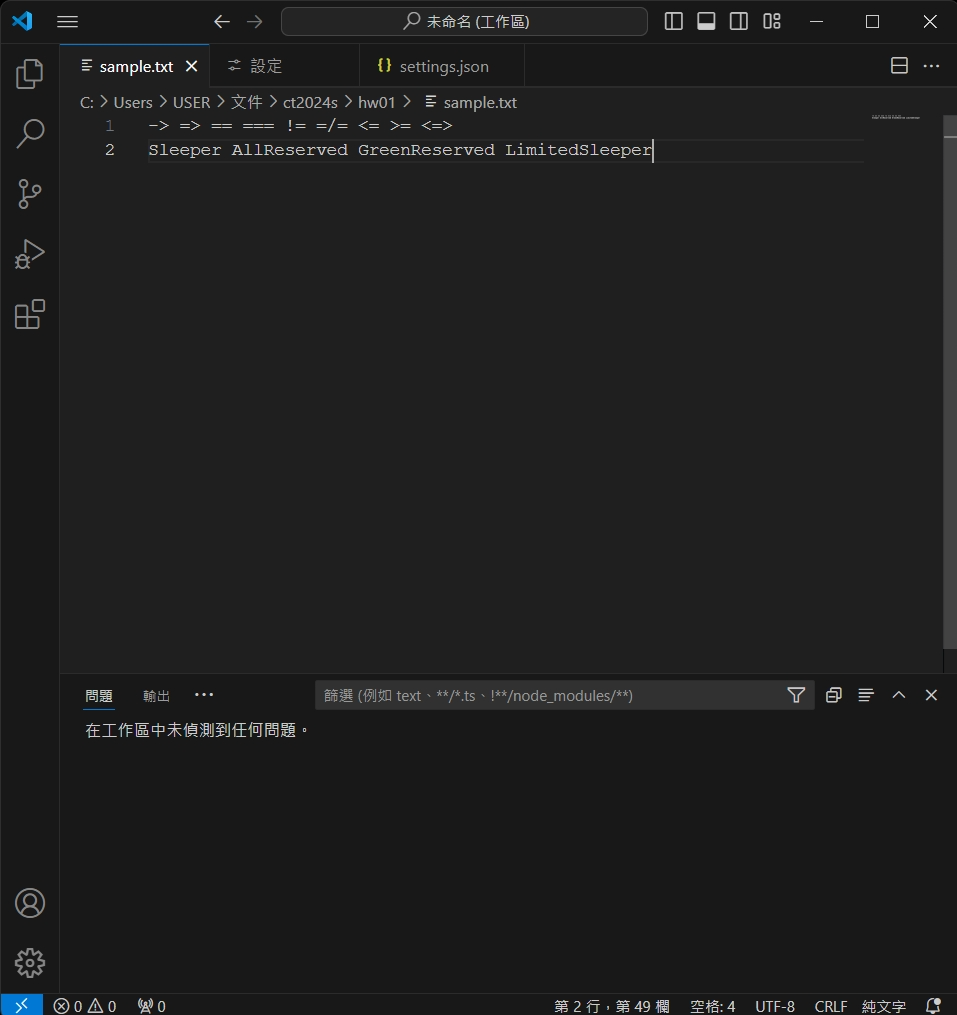 未命名 (工作區)
sample.txt
設定
{} settings.json
C: > Users > USER > 文件 > ct2024s > hw01 > sample.txt
1 -> => == === != =/= <= >= <=>
2 Sleeper AllReserved GreenReserved LimitedSleeper
問題 輸出 ···
篩選 (例如 text、**/*.ts、!**/node_modules/**)
在工作區中未偵測到任何問題。
0 0 0
第 2 行，第 49 欄 空格: 4 UTF-8 CRLF 純文字